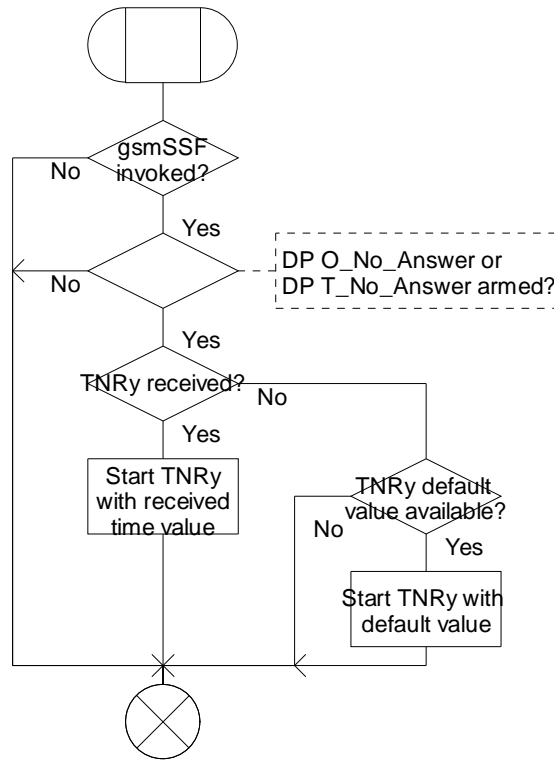 gsmSSF
invoked?
No
Yes
DP O_No_Answer or
DP T_No_Answer armed?
No
Yes
TNRy received?
No
Yes
Start TNRy
with received
time value
TNRy default
value available?
No
Yes
Start TNRy with
default value